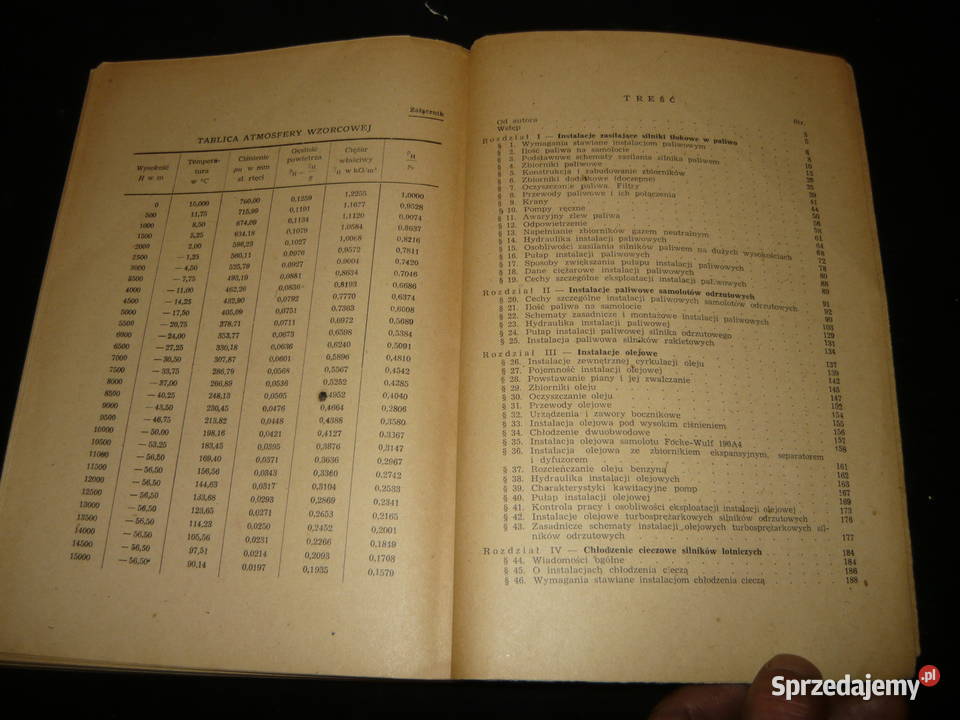 Załącznik
TABLICA ATMOSFERY WZORCOWEJ
Wysokość H w m | Tempera-tura w °C | Ciśnienie pH w mm sł. rtęci | Gęstość powietrza | Ciężar właściwy γH w kG/m³
0 15,000 760,00 0,1250 1,2255 1,0000
500 11,75 715,99 0,1191 1,1677 0,9528
1000 8,50 674,09 0,1134 1,1120 0,9074
1500 5,25 634,18 0,1079 1,0584 0,8637
2000 2,00 596,23 0,1027 1,0068 0,8216
2500 — 1,25 560,11 0,0976 0,9572 0,7811
3000 — 4,50 525,79 0,0927 0,9094 0,7420
3500 — 7,75 493,19 0,0881 0,8634 0,7046
4000 — 11,00 462,26 0,0836 0,8193 0,6686
4500 — 14,25 432,90 0,0792 0,7770 0,6374
5000 — 17,50 405,09 0,0751 0,7363 0,6008
5500 — 20,75 378,71 0,0711 0,6972 0,5689
6000 — 24,00 353,77 0,0673 0,6598 0,5384
6500 — 27,25 330,18 0,0636 0,6240 0,5091
7000 — 30,50 307,87 0,0601 0,5896 0,4810
7500 — 33,75 286,79 0,0568 0,5567 0,4542
8000 — 37,00 266,89 0,0536 0,5252 0,4285
8500 — 40,25 248,13 0,0505 0,4952 0,4040
9000 — 43,50 230,45 0,0476 0,4664 0,2806
9500 — 46,75 213,82 0,0448 0,4388 0,3580
10000 — 50,00 198,16 0,0421 0,4127 0,3367
10500 — 53,25 183,45 0,0395 0,3876 0,3147
11000 — 56,50 169,40 0,0371 0,3636 0,2967
11500 — 56,50 156,56 0,0343 0,3360 0,2742
12000 — 56,50 144,63 0,0317 0,3104 0,2533
12500 — 56,50 133,68 0,0293 0,2869 0,2341
13000 — 56,50 123,65 0,0271 0,2653 0,2165
13500 — 56,50 114,23 0,0250 0,2452 0,2001
14000 — 56,50 105,56 0,0231 0,2266 0,1849
14500 — 56,50 97,51 0,0214 0,2093 0,1708
15000 — 56,50 90,14 0,0197 0,1935 0,1579
TREŚĆ
Str.
Od autora 5
Wstęp 5
Rozdział I — Instalacje zasilające silniki tłokowe w paliwo
§ 1. Wymagania stawiane instalacjom paliwowym
§ 2. Ilość paliwa na samolocie
§ 3. Podstawowe schematy zasilania silnika paliwem
§ 4. Zbiorniki paliwowe
§ 5. Konstrukcja i zabudowanie zbiorników
§ 6. Zbiorniki dodatkowe (doczepne)
§ 7. Oczyszczanie paliwa. Filtry
§ 8. Przewody paliwowe i ich połączenia
§ 9. Krany
§ 10. Pompy ręczne
§ 11. Awaryjny zlew paliwa
§ 12. Odpowietrzenie
§ 13. Napełnianie zbiorników gazem neutralnym
§ 14. Hydraulika instalacji paliwowych
§ 15. Osobliwości zasilania silników paliwem na dużych wysokościach
§ 16. Pułap instalacji paliwowych
§ 17. Sposoby zwiększania pułapu instalacji paliwowych
§ 18. Dane ciężarowe instalacji paliwowych
§ 19. Cechy szczególne eksploatacji instalacji paliwowych
Rozdział II — Instalacje paliwowe samolotów odrzutowych
§ 20. Cechy szczególne instalacji paliwowych samolotów odrzutowych
§ 21. Ilość paliwa na samolocie
§ 22. Schematy zasadnicze i montażowe instalacji paliwowych
§ 23. Hydraulika instalacji paliwowej
§ 24. Pułap instalacji paliwowej silnika odrzutowego
§ 25. Instalacja paliwowa silników rakietowych
Rozdział III — Instalacje olejowe 134
§ 26. Instalacje zewnętrznej cyrkulacji oleju
§ 27. Pojemność instalacji olejowej
§ 28. Powstawanie piany i jej zwalczanie
§ 29. Zbiorniki oleju
§ 30. Oczyszczanie oleju
§ 31. Przewody olejowe
§ 32. Urządzenia i zawory bocznikowe
§ 33. Instalacja olejowa pod wysokim ciśnieniem
§ 34. Chłodzenie dwuobwodowe
§ 35. Instalacja olejowa samolotu Focke-Wulf 190A4
§ 36. Instalacja olejowa ze zbiornikiem ekspansyjnym, separatorem
i dyfuzorem
§ 37. Rozcieńczanie oleju benzyną 161
§ 38. Hydraulika instalacji olejowych 162
§ 39. Charakterystyki kawitacyjne pomp 163
§ 40. Pułap instalacji olejowej 167
§ 41. Kontrola pracy i osobliwości eksploatacji instalacji olejowej 173
§ 42. Instalacje olejowe turbosprężarkowych silników odrzutowych 176
§ 43. Zasadnicze schematy instalacji olejowych turbosprężarkowych sil-
ników odrzutowych 177
Rozdział IV — Chłodzenie cieczowe silników lotniczych 184
§ 44. Wiadomości ogólne 184
§ 45. O instalacjach chłodzenia cieczą 186
§ 46. Wymagania stawiane instalacjom chłodzenia cieczą 188
Sprzedajemy.pl